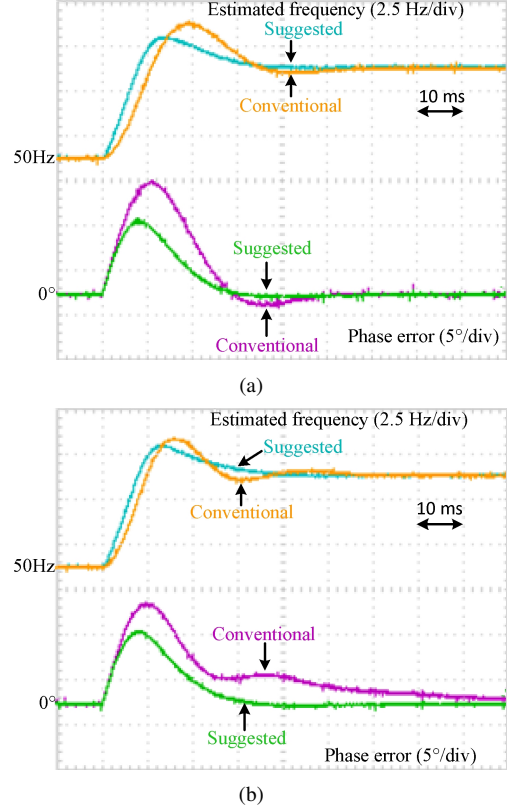 Estimated frequency (2.5 Hz/div)
Suggested
Conventional
10 ms
50Hz
Suggested
0°
Conventional
Phase error (5°/div)
(a)
Estimated frequency (2.5 Hz/div)
Suggested
Conventional
10 ms
50Hz
Conventional
0°
Suggested
Phase error (5°/div)
(b)